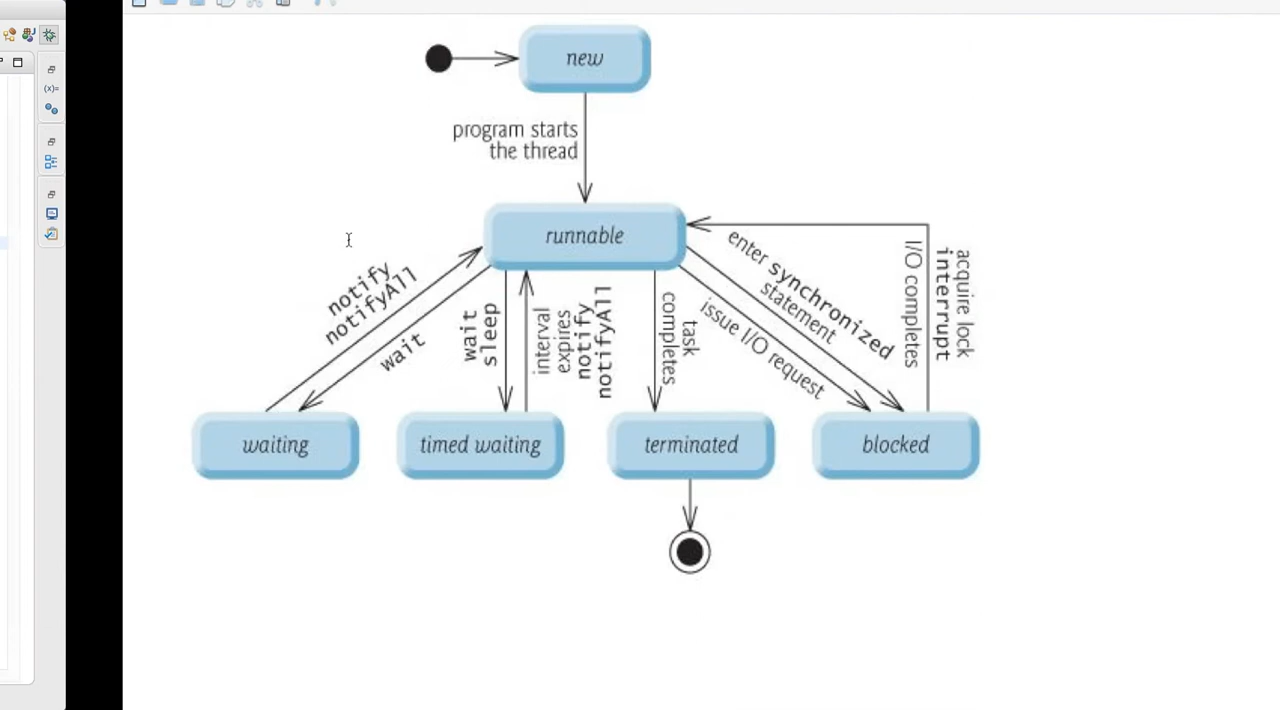 new
program starts
the thread
runnable
notify
notifyAll
wait
wait
sleep
interval
expires
notify
notifyAll
task
completes
issue I/O request
enter synchronized
statement
I/O completes
acquire lock
interrupt
waiting
timed waiting
terminated
blocked
(x)=